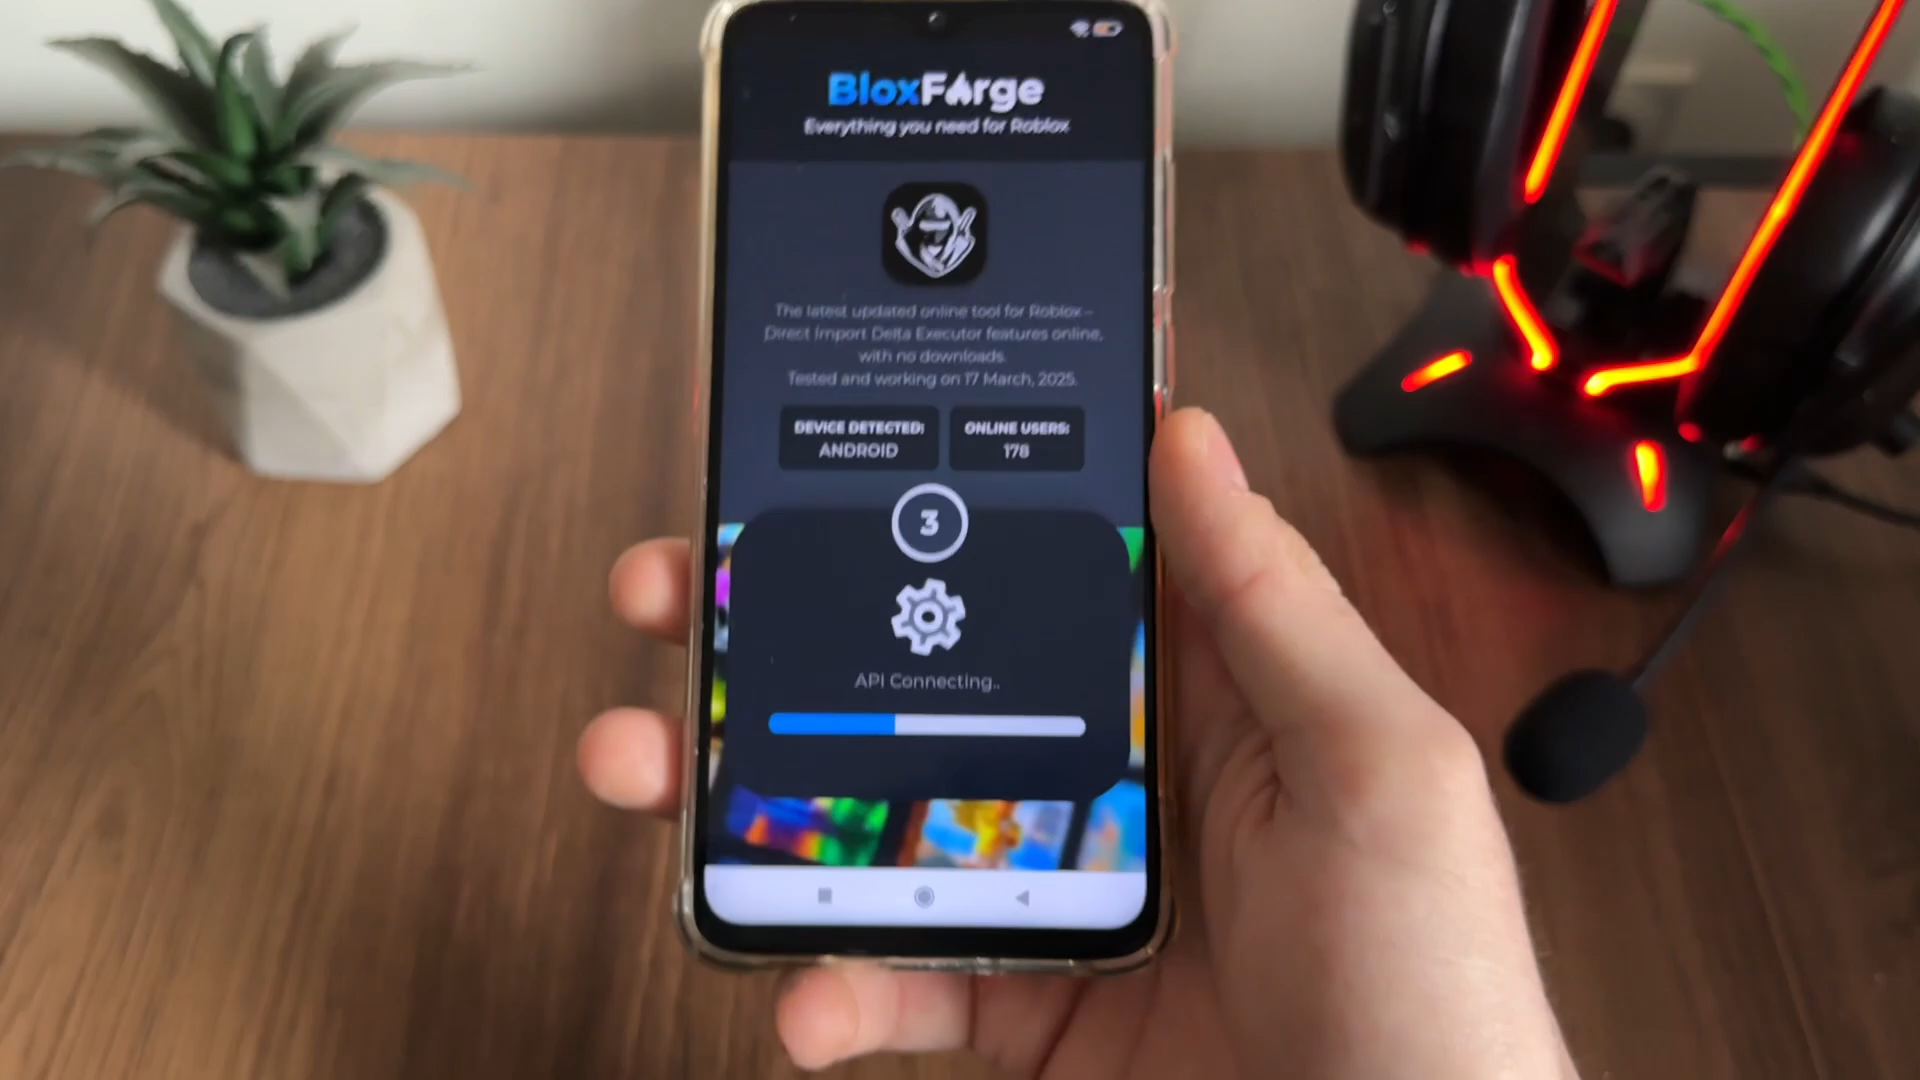 BloxForge
Everything you need for Roblox
The latest updated online tool for Roblox –
Direct Import Delta Executor features online,
with no downloads.
Tested and working on 17 March, 2025.
DEVICE DETECTED:
ANDROID
ONLINE USERS:
178
3
API Connecting..